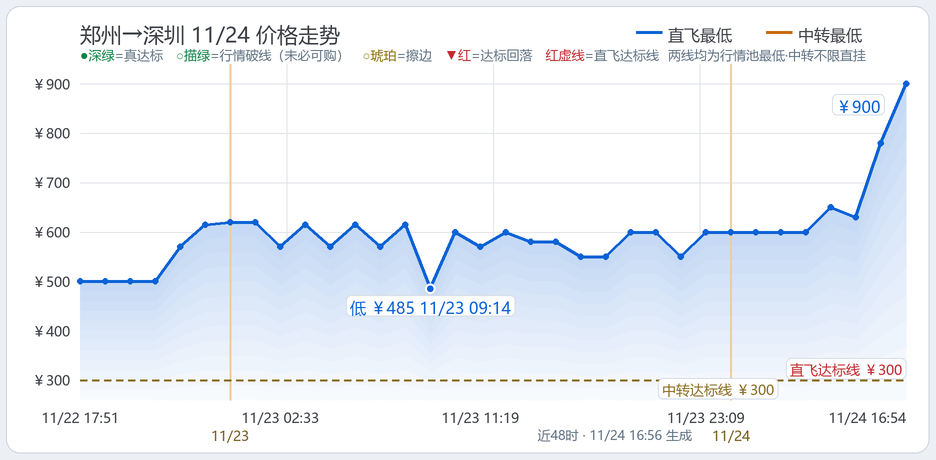 郑州→深圳 11/24 价格走势
直飞最低 中转最低
●深绿=真达标 ○描绿=行情破线（未必可购） ○琥珀=擦边 ▼红=达标回落 红虚线=直飞达标线 两线均为行情池最低·中转不限直挂
¥900
¥900
¥800
¥700
¥600
¥500
低 ¥485 11/23 09:14
¥400
直飞达标线 ¥300
¥300
中转达标线 ¥300
11/22 17:51 11/23 02:33 11/23 11:19 11/23 23:09 11/24 16:54
11/23 近48时 · 11/24 16:56 生成 11/24